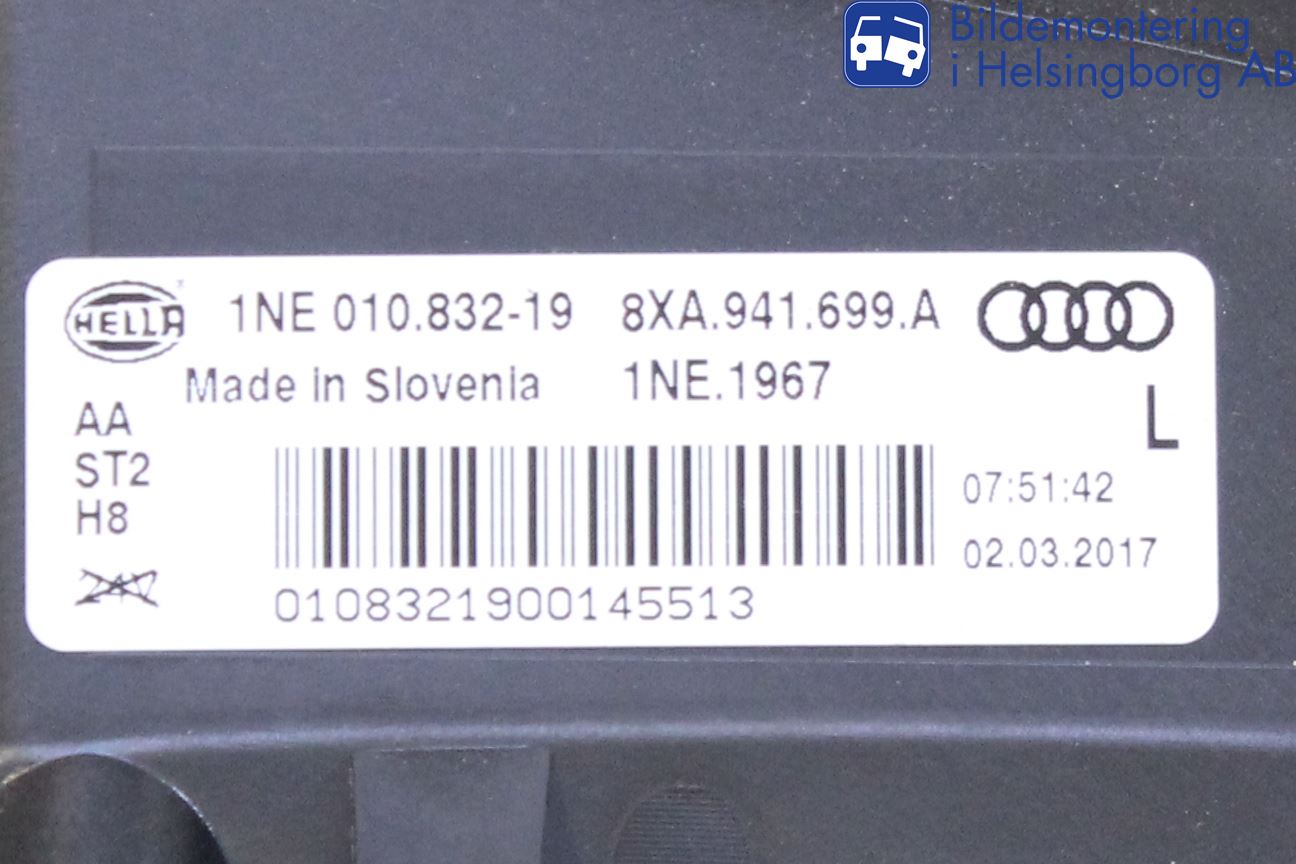 Bildemontering
i Helsingborg AB
HELLA 1NE 010.832-19 8XA.941.699.A
Made in Slovenia 1NE.1967
AA
L
ST2
07:51:42
H8
02.03.2017
0108321900145513